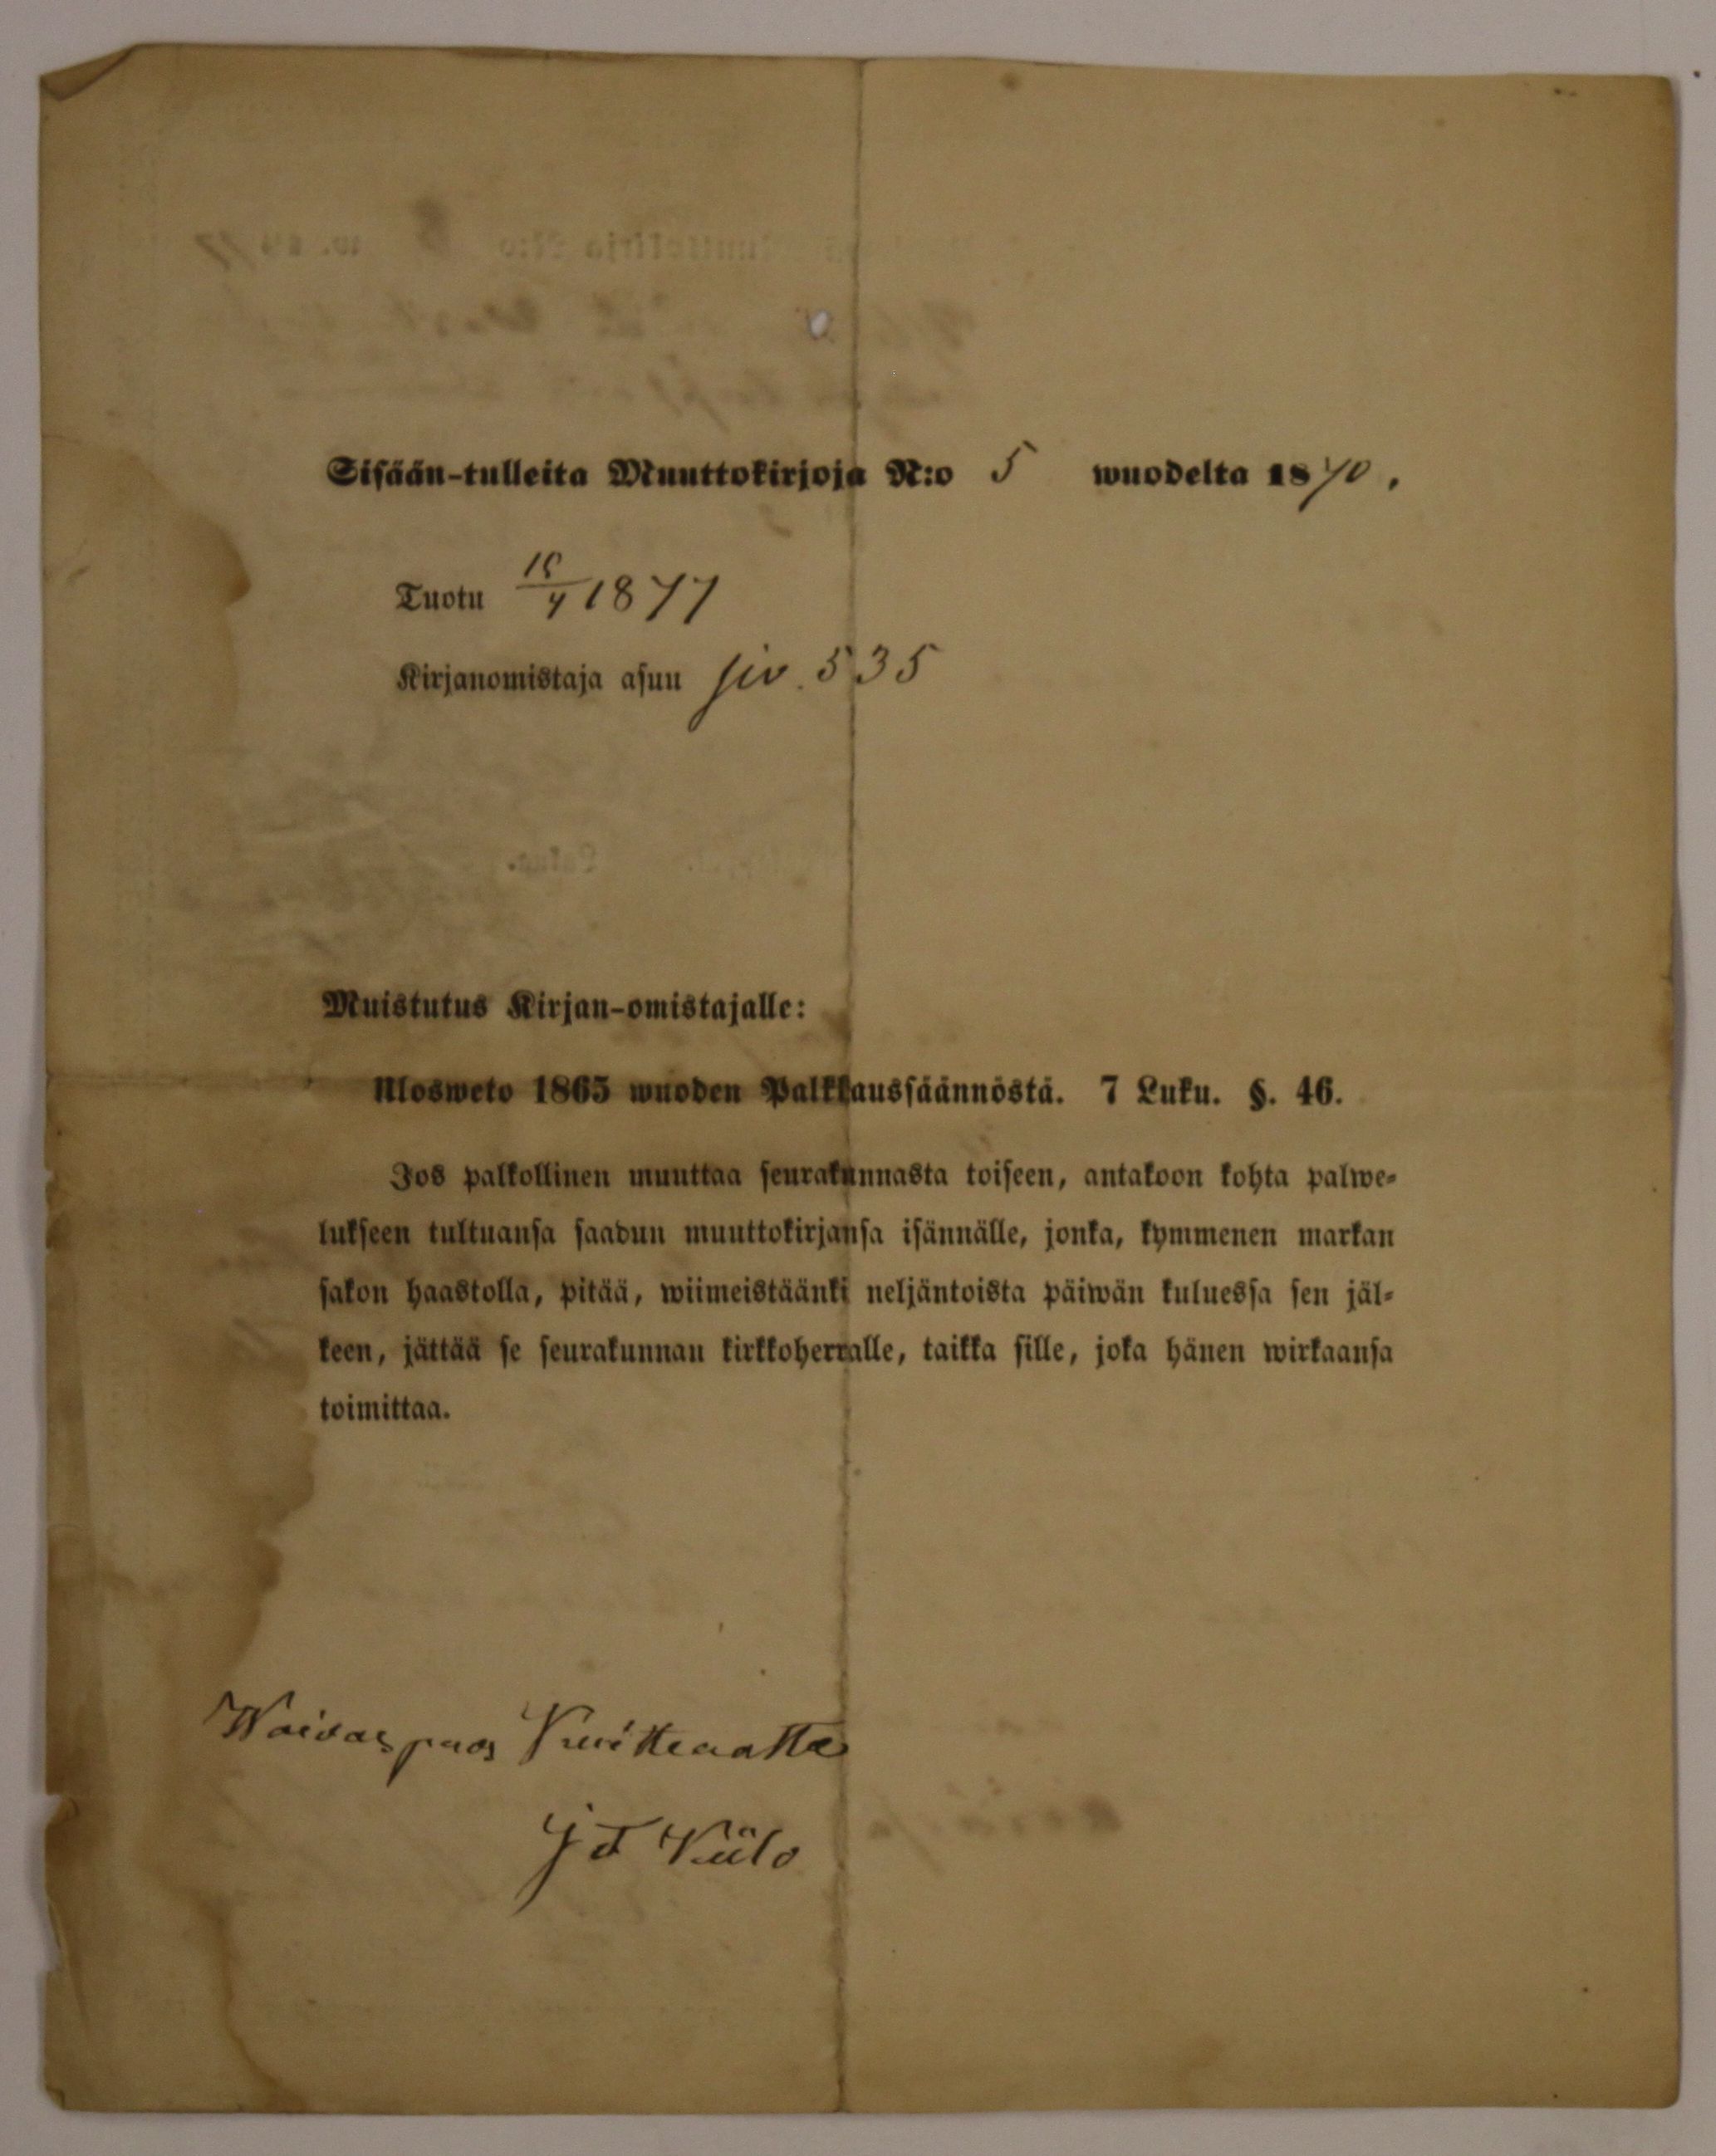 Sisään-tulleita Muuttokirjoja N:o 5 wuodelta 1870.
Tuotu 15/4 1877
Kirjanomistaja asuu siv. 535
Muistutus Kirjan-omistajalle:
Ulosweto 1865 wuoden Palkkaussäännöstä. 7 Luku. §. 46.
Jos palkollinen muuttaa seurakunnasta toiseen, antakoon kohta palwe-
lukseen tultuansa saadun muuttokirjansa isännälle, jonka, kymmenen markan
sakon haastolla, pitää, wiimeistäänki neljäntoista päiwän kuluessa sen jäl-
keen, jättää se seurakunnan kirkkoherralle, taikka sille, joka hänen wirkaansa
toimittaa.
Waivas